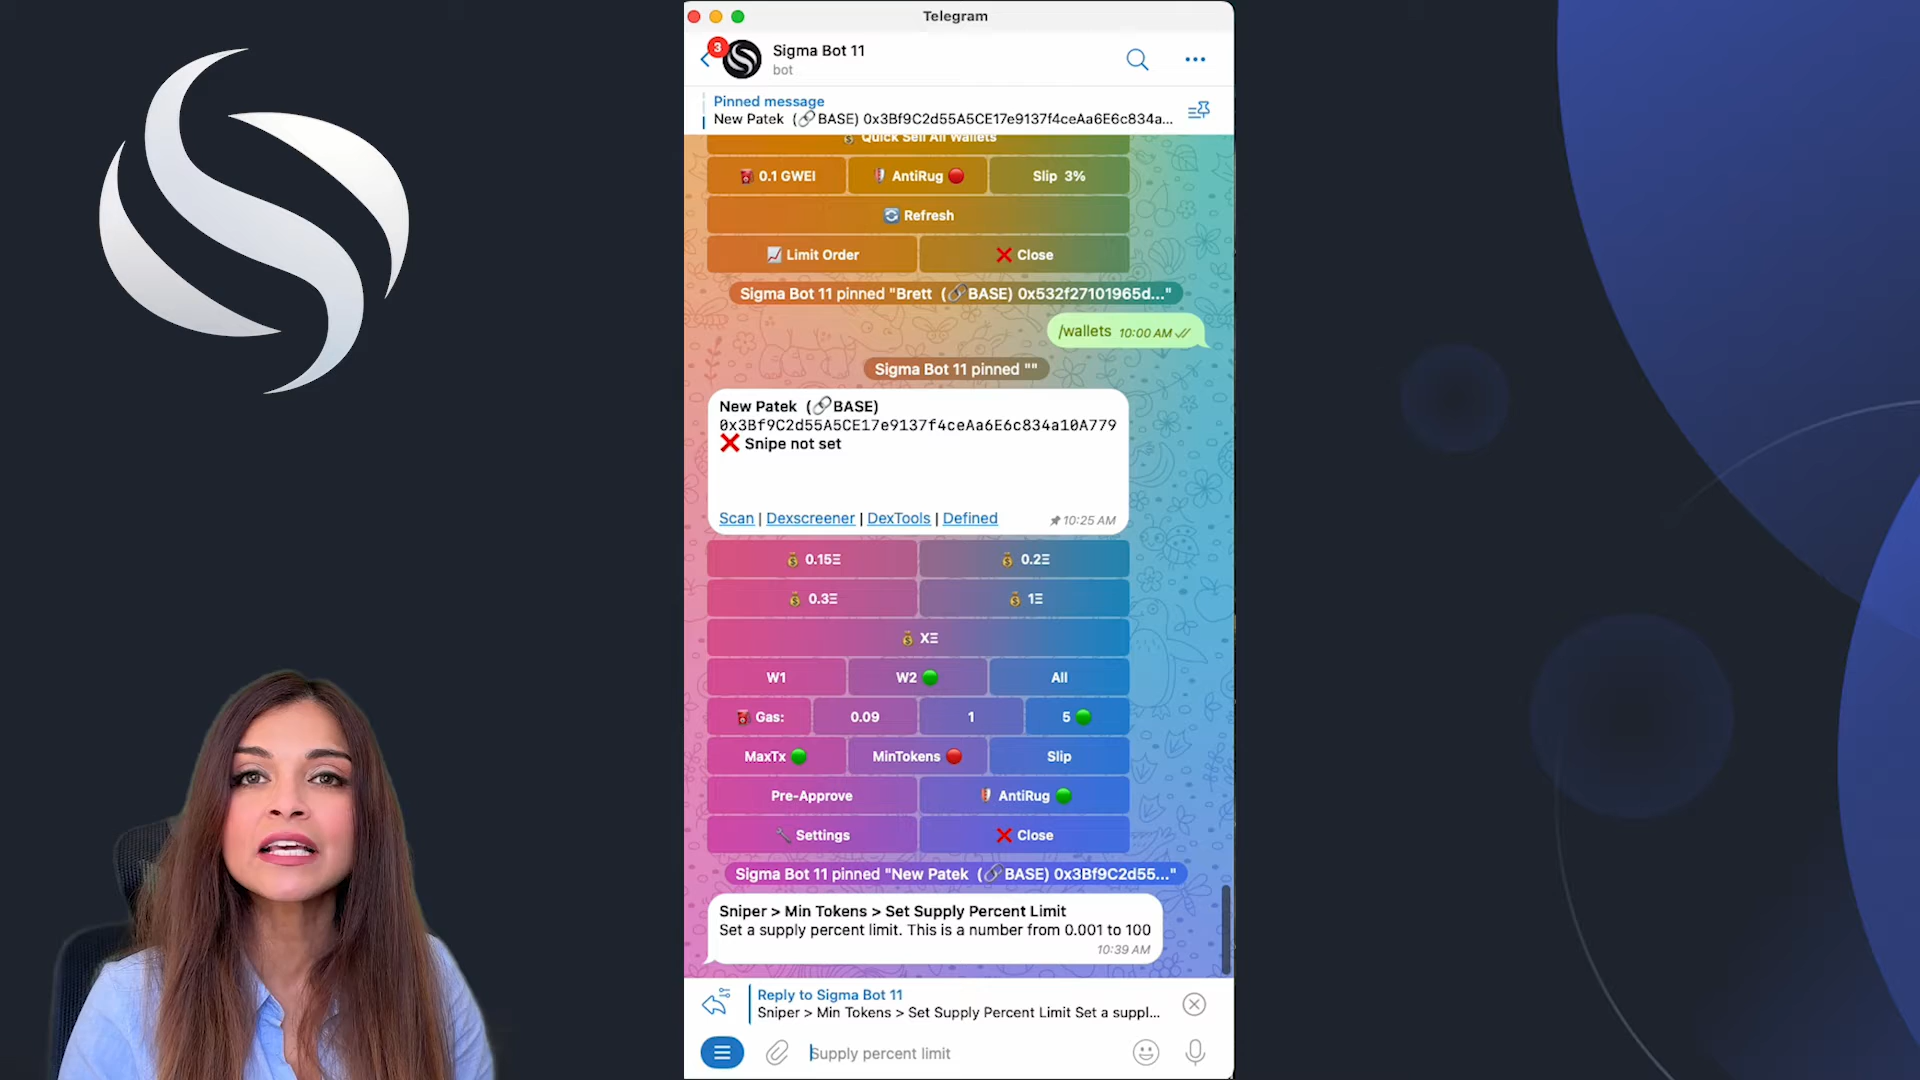 Telegram
3
Sigma Bot 11
bot
Pinned message
New Patek (🔗BASE) 0x3Bf9C2d55A5CE17e9137f4ceAa6E6c834a...
💰 Quick Sell All Wallets
0.1 GWEI
AntiRug 🔴
Slip 3%
🔄 Refresh
📈 Limit Order
❌ Close
Sigma Bot 11 pinned "Brett (🔗BASE) 0x532f27101965d..."
/wallets 10:00 AM
Sigma Bot 11 pinned ""
New Patek (🔗BASE)
0x3Bf9C2d55A5CE17e9137f4ceAa6E6c834a10A779
❌ Snipe not set
Scan | Dexscreener | DexTools | Defined 10:25 AM
💰 0.15Ξ
💰 0.2Ξ
💰 0.3Ξ
💰 1Ξ
💰 XΞ
W1
W2 🟢
All
Gas:
0.09
1
5 🟢
MaxTx 🟢
MinTokens 🔴
Slip
Pre-Approve
AntiRug 🟢
🔧 Settings
❌ Close
Sigma Bot 11 pinned "New Patek (🔗BASE) 0x3Bf9C2d55..."
Sniper > Min Tokens > Set Supply Percent Limit
Set a supply percent limit. This is a number from 0.001 to 100
10:39 AM
Reply to Sigma Bot 11
Sniper > Min Tokens > Set Supply Percent Limit Set a suppl...
Supply percent limit